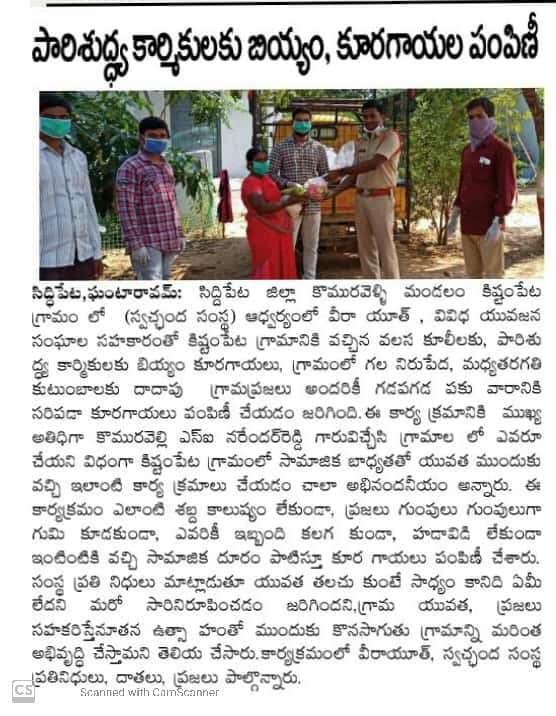 పారిశుద్ధ్య కార్మికులకు బియ్యం, కూరగాయల పంపిణీ
సిద్ధిపేట,ఘంటారావమ్: సిద్దిపేట జిల్లా కొమురవెళ్ళి మండలం కిష్టంపేట
గ్రామం లో (స్వచ్ఛంద సంస్థ) ఆధ్వర్యంలో వీరా యూత్ , వివిధ యువజన
సంఘాల సహకారంతో కిష్టంపేట గ్రామానికి వచ్చిన వలస కూలీలకు, పారిశు
ద్ధ్య కార్మికులకు బియ్యం కూరగాయలు, గ్రామంలో గల నిరుపేద, మధ్యతరగతి
కుటుంబాలకు దాదాపు గ్రామప్రజలు అందరికీ గడపగడ పకు వారానికి
సరిపడా కూరగాయలు పంపిణీ చేయడం జరిగింది.ఈ కార్య క్రమానికి ముఖ్య
అతిథిగా కొమురవెల్లి ఎస్ఐ నరేందర్‌రెడ్డి గారువిచ్చేసి గ్రామాల లో ఎవరూ
చేయని విధంగా కిష్టంపేట గ్రామంలో సామాజిక బాధ్యతతో యువత ముందుకు
వచ్చి ఇలాంటి కార్య క్రమాలు చేయడం చాలా అభినందనీయం అన్నారు. ఈ
కార్యక్రమం ఎలాంటి శబ్ద కాలుష్యం లేకుండా, ప్రజలు గుంపులు గుంపులుగా
గుమి కూడకుండా, ఎవరికీ ఇబ్బంది కలగ కుండా, హడావిడి లేకుండా
ఇంటింటికి వచ్చి సామాజిక దూరం పాటిస్తూ కూర గాయలు పంపిణీ చేశారు.
సంస్థ ప్రతి నిధులు మాట్లాడుతూ యువత తలచు కుంటే సాధ్యం కానిది ఏమీ
లేదని మరో సారినిరూపించడం జరిగిందని,గ్రామ యువత, ప్రజలు
సహకరిస్తేనూతన ఉత్సా హంతో ముందుకు కొనసాగుతు గ్రామాన్ని మరింత
అభివృద్ధి చేస్తామని తెలియ చేసారు.కార్యక్రమంలో వీరాయూత్, స్వచ్ఛంద సంస్థ
ప్రతినిధులు, దాతలు, ప్రజలు పాల్గొన్నారు.
CS Scanned with CamScanner